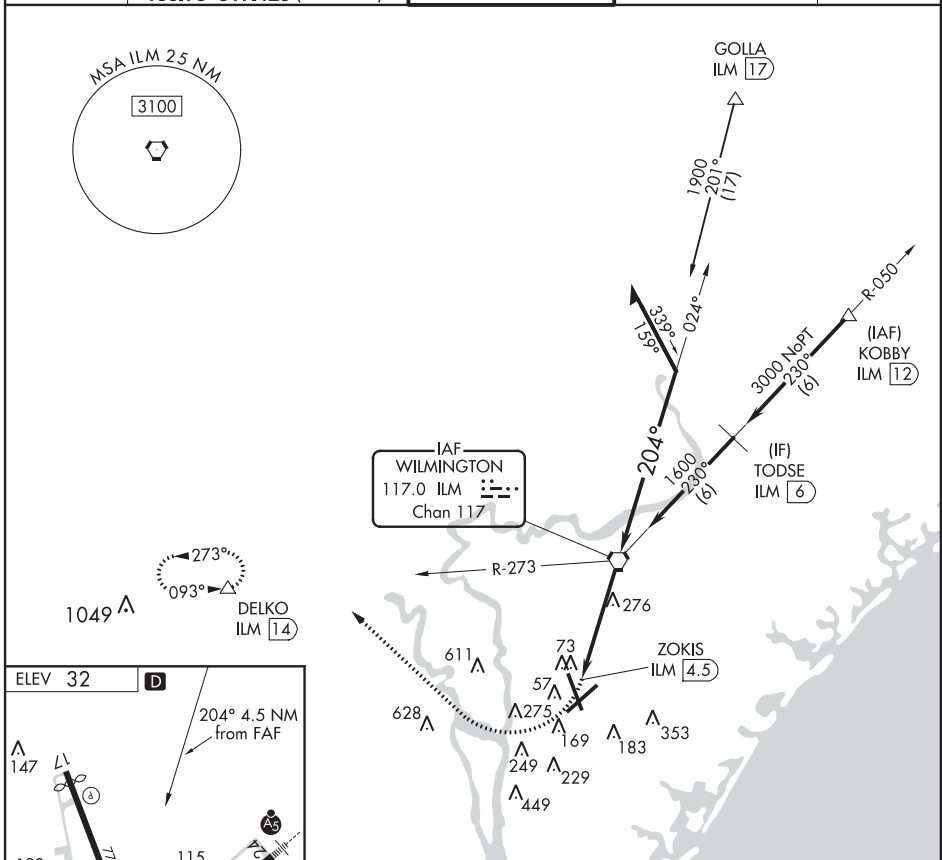 MSA ILM 25 NM
3100
GOLLA
ILM 17
1900
201°
(17)
R-050
(IAF)
KOBBY
ILM 12
3000 NoPT
230°
(6)
339°
159°
024°
204°
1600
230°
(6)
(IF)
TODSE
ILM 6
IAF
WILMINGTON
117.0 ILM
Chan 117
R-273
273°
093°
DELKO
ILM 14
1049
276
ZOKIS
ILM 4.5
611
73
57
628
275
169
183
353
249
229
449
ELEV 32
D
204° 4.5 NM
from FAF
147
17
P
A5
24
115